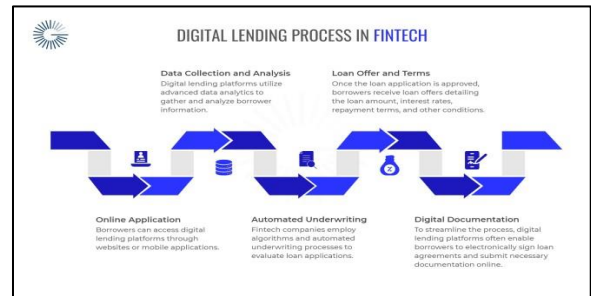 DIGITAL LENDING PROCESS IN FINTECH
Data Collection and Analysis
Digital lending platforms utilize
advanced data analytics to
gather and analyze borrower
information.
Loan Offer and Terms
Once the loan application is approved,
borrowers receive loan offers detailing
the loan amount, interest rates,
repayment terms, and other conditions.
Online Application
Borrowers can access digital
lending platforms through
websites or mobile applications.
Automated Underwriting
Fintech companies employ
algorithms and automated
underwriting processes to
evaluate loan applications.
Digital Documentation
To streamline the process, digital
lending platforms often enable
borrowers to electronically sign loan
agreements and submit necessary
documentation online.